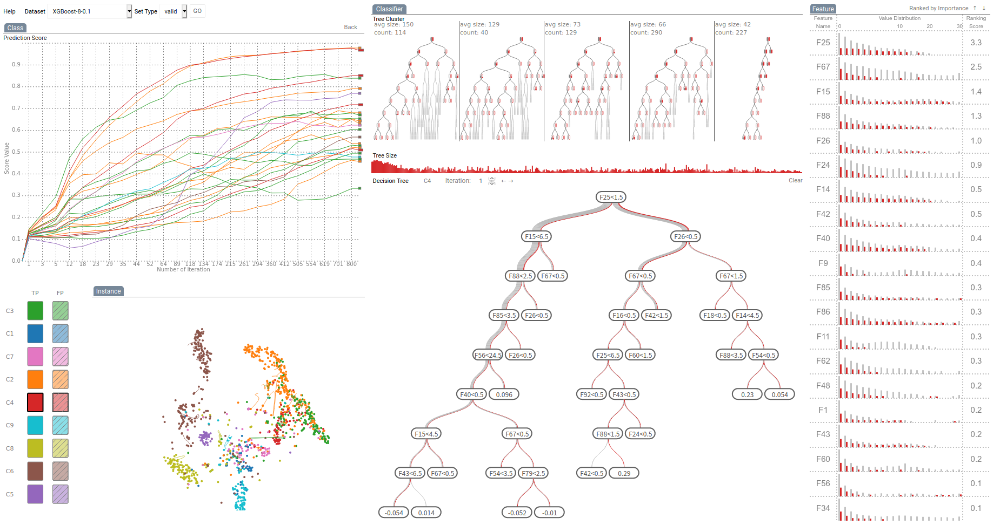 Help Dataset XGBoost-8-0.1 Set Type valid GO
Class Back
Prediction Score
Score Value
0.9
0.8
0.7
0.6
0.5
0.4
0.3
0.2
0.1
0.0
1 3 5 12 18 23 29 35 44 52 64 89 118 134 174 215 261 294 360 412 505 554 619 701 800
Number of Iteration
TP FP
C3
C1
C7
C2
C4
C9
C8
C6
C5
Instance
Classifier
Tree Cluster
avg size: 150 avg size: 129 avg size: 73 avg size: 66 avg size: 42
count: 114 count: 40 count: 129 count: 290 count: 227
Tree Size
Decision Tree C4 Iteration: 1 ←→ Clear
F25<1.5
F15<6.5 F26<0.5
F88<2.5 F67<0.5 F67<0.5 F67<1.5
F85<3.5 F26<0.5 F16<0.5 F42<1.5 F18<0.5 F14<4.5
F56<24.5 F26<0.5 F25<6.5 F60<1.5 F88<3.5 F54<0.5
F40<0.5 0.096 F92<0.5 F43<0.5 0.23 0.054
F15<4.5 F67<0.5 F88<1.5 F24<0.5
F43<6.5 F67<0.5 F54<3.5 F79<2.5 F42<0.5 0.29
-0.054 0.014 -0.052 -0.01
Feature Ranked by Importance ↑ ↓
Feature Value Distribution Ranking
Name 0 10 20 30 Score
F25 3.3
F67 2.5
F15 1.4
F88 1.3
F26 1.0
F24 0.9
F14 0.5
F42 0.5
F40 0.4
F9 0.4
F85 0.3
F86 0.3
F11 0.3
F62 0.3
F48 0.2
F1 0.2
F43 0.2
F60 0.2
F56 0.1
F34 0.1